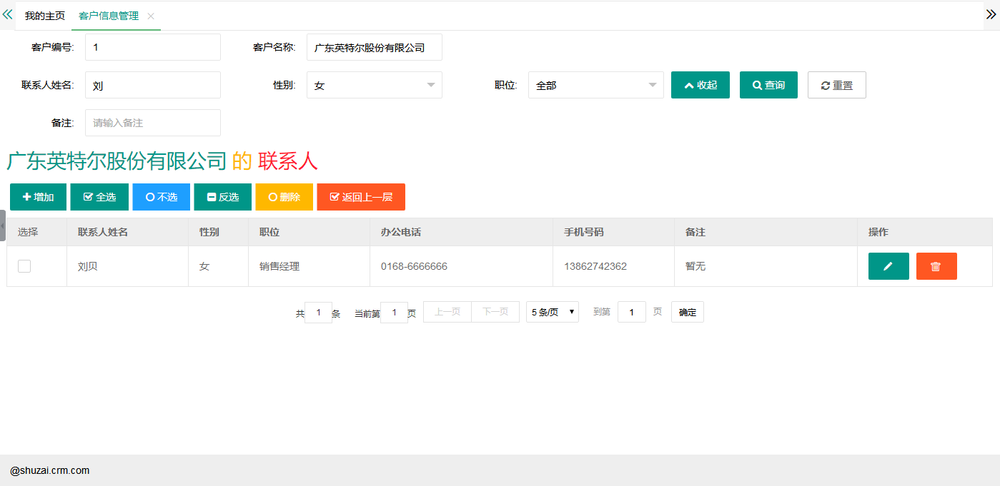 我的主页 客户信息管理
客户编号: 1 客户名称: 广东英特尔股份有限公司
联系人姓名: 刘 性别: 女 职位: 全部 收起 查询 重置
备注: 请输入备注
广东英特尔股份有限公司 的 联系人
增加 全选 不选 反选 删除 返回上一层
选择 联系人姓名 性别 职位 办公电话 手机号码 备注 操作
刘贝 女 销售经理 0168-6666666 13862742362 暂无
共 1 条 当前第 1 页 上一页 下一页 5 条/页 到第 1 页 确定
@shuzai.crm.com